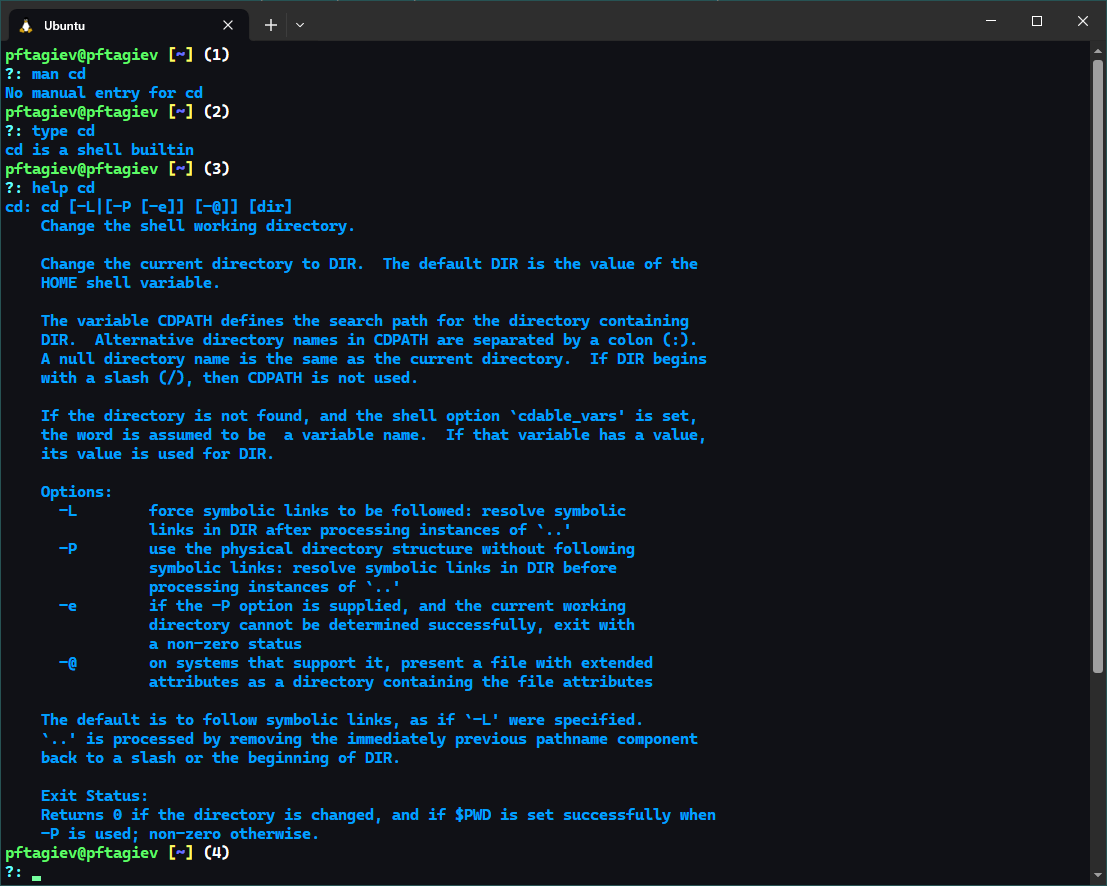 Ubuntu
pftagiev@pftagiev [~] (1)
?: man cd
No manual entry for cd
pftagiev@pftagiev [~] (2)
?: type cd
cd is a shell builtin
pftagiev@pftagiev [~] (3)
?: help cd
cd: cd [-L|[-P [-e]] [-@]] [dir]
    Change the shell working directory.

    Change the current directory to DIR.  The default DIR is the value of the
    HOME shell variable.

    The variable CDPATH defines the search path for the directory containing
    DIR.  Alternative directory names in CDPATH are separated by a colon (:).
    A null directory name is the same as the current directory.  If DIR begins
    with a slash (/), then CDPATH is not used.

    If the directory is not found, and the shell option `cdable_vars' is set,
    the word is assumed to be  a variable name.  If that variable has a value,
    its value is used for DIR.

    Options:
      -L        force symbolic links to be followed: resolve symbolic
                links in DIR after processing instances of `..'
      -P        use the physical directory structure without following
                symbolic links: resolve symbolic links in DIR before
                processing instances of `..'
      -e        if the -P option is supplied, and the current working
                directory cannot be determined successfully, exit with
                a non-zero status
      -@        on systems that support it, present a file with extended
                attributes as a directory containing the file attributes

    The default is to follow symbolic links, as if `-L' were specified.
    `..' is processed by removing the immediately previous pathname component
    back to a slash or the beginning of DIR.

    Exit Status:
    Returns 0 if the directory is changed, and if $PWD is set successfully when
    -P is used; non-zero otherwise.
pftagiev@pftagiev [~] (4)
?: